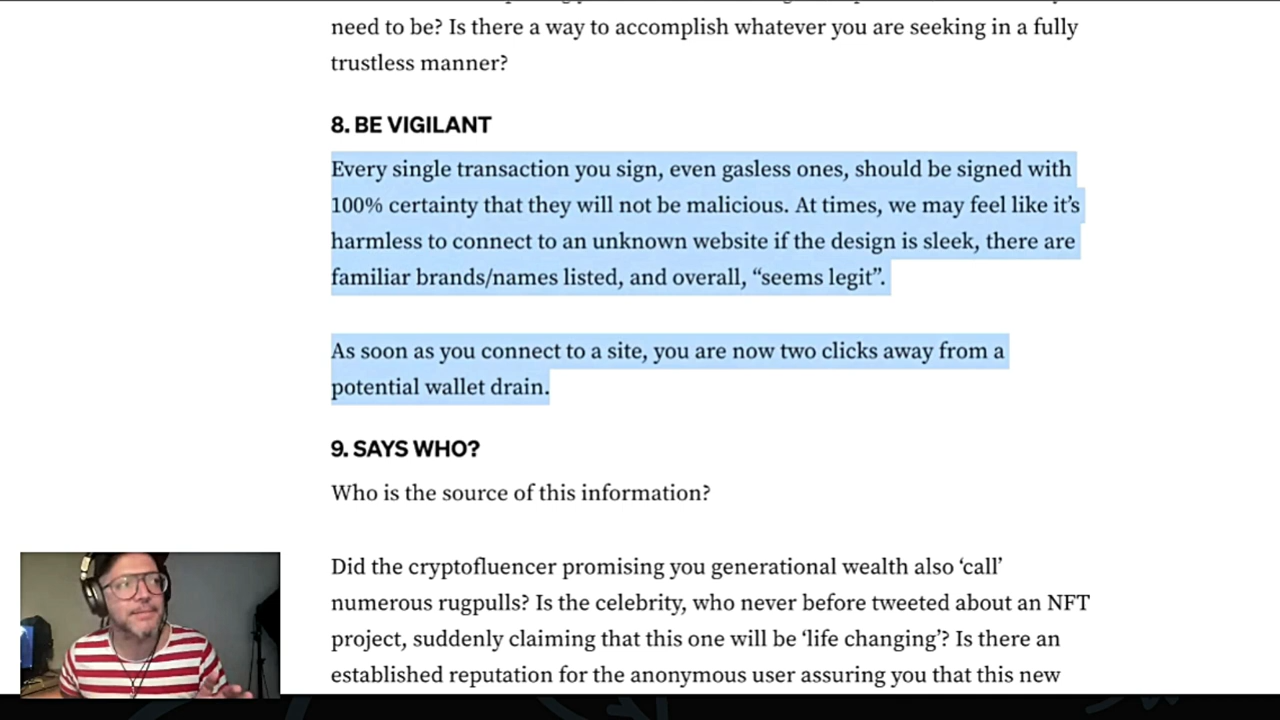 need to be? Is there a way to accomplish whatever you are seeking in a fully
trustless manner?
8. BE VIGILANT
Every single transaction you sign, even gasless ones, should be signed with
100% certainty that they will not be malicious. At times, we may feel like it’s
harmless to connect to an unknown website if the design is sleek, there are
familiar brands/names listed, and overall, “seems legit”.
As soon as you connect to a site, you are now two clicks away from a
potential wallet drain.
9. SAYS WHO?
Who is the source of this information?
Did the cryptofluencer promising you generational wealth also ‘call’
numerous rugpulls? Is the celebrity, who never before tweeted about an NFT
project, suddenly claiming that this one will be ‘life changing’? Is there an
established reputation for the anonymous user assuring you that this new